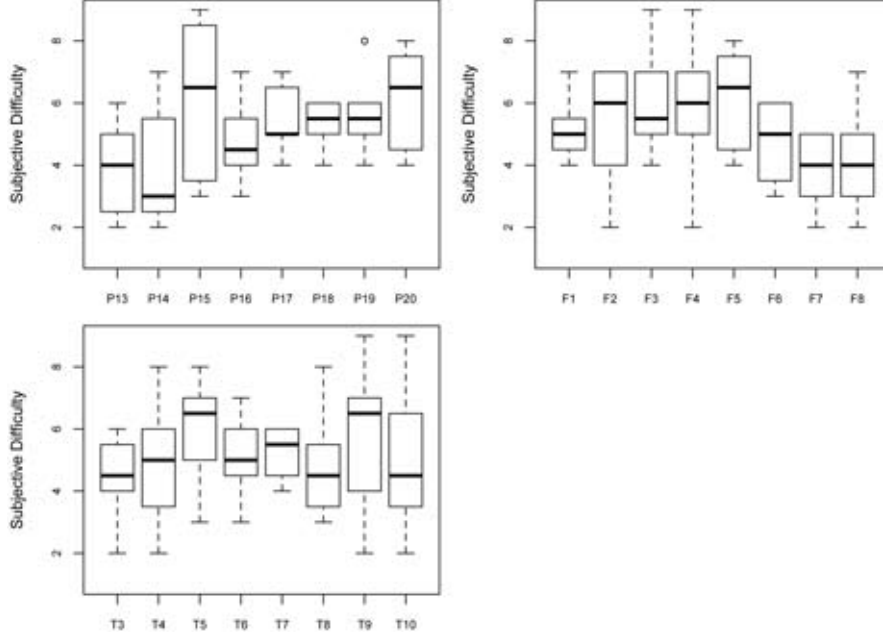 Subjective Difficulty
8
6
4
2
P13 P14 P15 P16 P17 P18 P19 P20
Subjective Difficulty
8
6
4
2
F1 F2 F3 F4 F5 F6 F7 F8
Subjective Difficulty
8
6
4
2
T3 T4 T5 T6 T7 T8 T9 T10